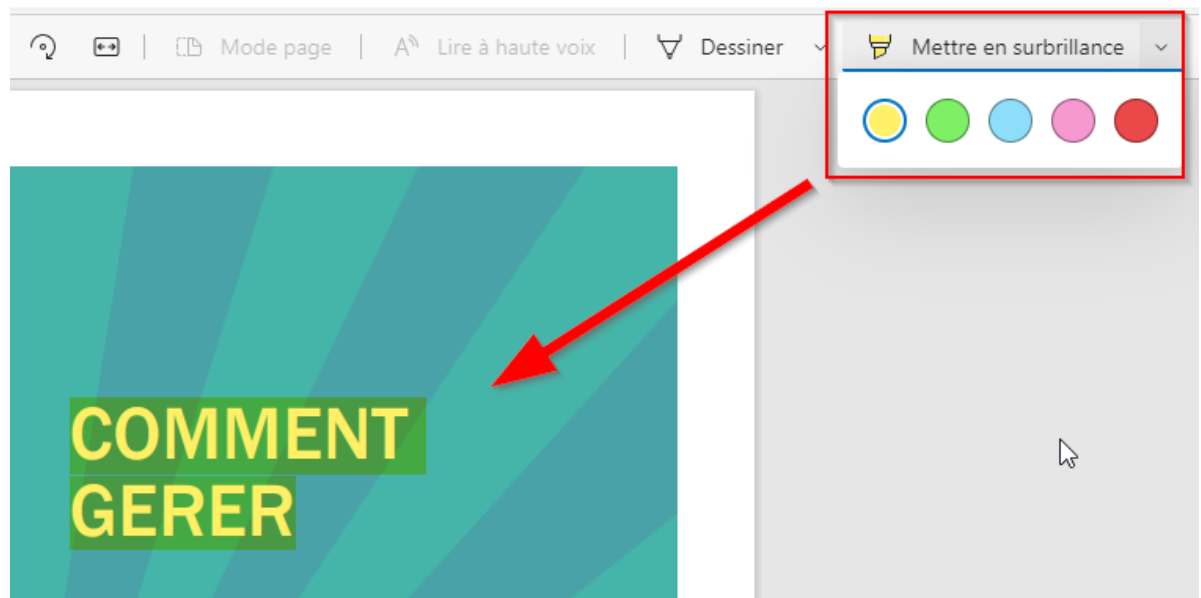 Mode page
Lire à haute voix
Dessiner
Mettre en surbrillance
COMMENT
GERER